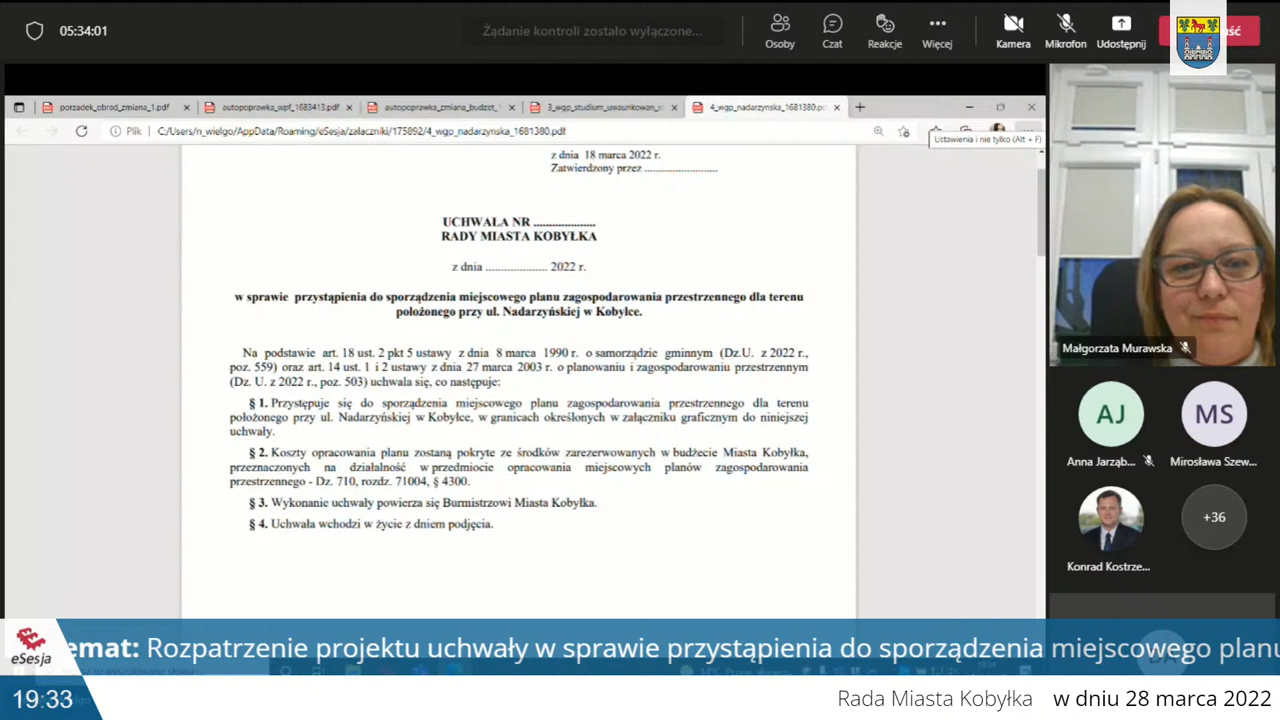 05:34:01
Żądanie kontroli zostało wyłączone...
Osoby
Czat
Reakcje
Więcej
Kamera
Mikrofon
Udostępnij
porzadek_obrad_zmiana_1.pdf
autopoprawka_wpf_1683413.pdf
autopoprawka_zmiana_budzet_
3_wgp_studium_uwaunkowan_
4_wgp_nadarzynska_1681380.p
Plik
C:/Users/n_wielgo/AppData/Roaming/eSesja/zalaczniki/175892/4_wgp_nadarzynska_1681380.pdf
Ustawienia i nie tylko (Alt + F)
z dnia 18 marca 2022 r.
Zatwierdzony przez ............................
UCHWAŁA NR ....................
RADY MIASTA KOBYŁKA
z dnia .................... 2022 r.
w sprawie przystąpienia do sporządzenia miejscowego planu zagospodarowania przestrzennego dla terenu
położonego przy ul. Nadarzyńskiej w Kobyłce.
Na podstawie art. 18 ust. 2 pkt 5 ustawy z dnia 8 marca 1990 r. o samorządzie gminnym (Dz.U. z 2022 r.,
poz. 559) oraz art. 14 ust. 1 i 2 ustawy z dnia 27 marca 2003 r. o planowaniu i zagospodarowaniu przestrzennym
(Dz. U. z 2022 r., poz. 503) uchwala się, co następuje:
§ 1. Przystępuje się do sporządzenia miejscowego planu zagospodarowania przestrzennego dla terenu
położonego przy ul. Nadarzyńskiej w Kobyłce, w granicach określonych w załączniku graficznym do niniejszej
uchwały.
§ 2. Koszty opracowania planu zostaną pokryte ze środków zarezerwowanych w budżecie Miasta Kobyłka,
przeznaczonych na działalność w przedmiocie opracowania miejscowych planów zagospodarowania
przestrzennego - Dz. 710, rozdz. 71004, § 4300.
§ 3. Wykonanie uchwały powierza się Burmistrzowi Miasta Kobyłka.
§ 4. Uchwała wchodzi w życie z dniem podjęcia.
Małgorzata Murawska
AJ
MS
Anna Jarząb...
Mirosława Szew...
+36
Konrad Kostrze...
eSesja
emat: Rozpatrzenie projektu uchwały w sprawie przystąpienia do sporządzenia miejscowego planu
19:33
Rada Miasta Kobyłka w dniu 28 marca 2022